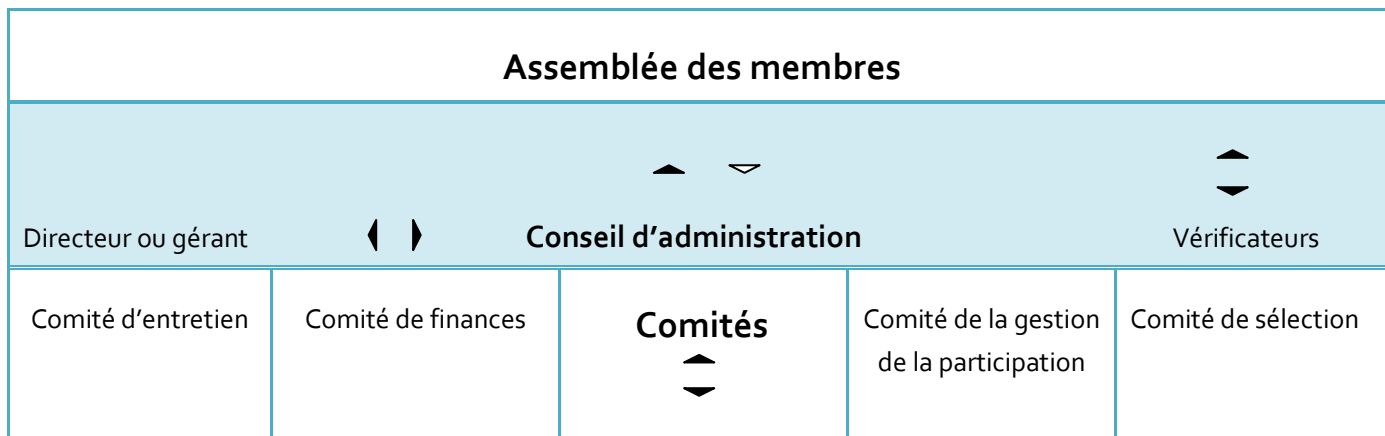 Assemblée des membres
Directeur ou gérant
Conseil d’administration
Vérificateurs
Comité d’entretien
Comité de finances
Comités
Comité de la gestion
de la participation
Comité de sélection